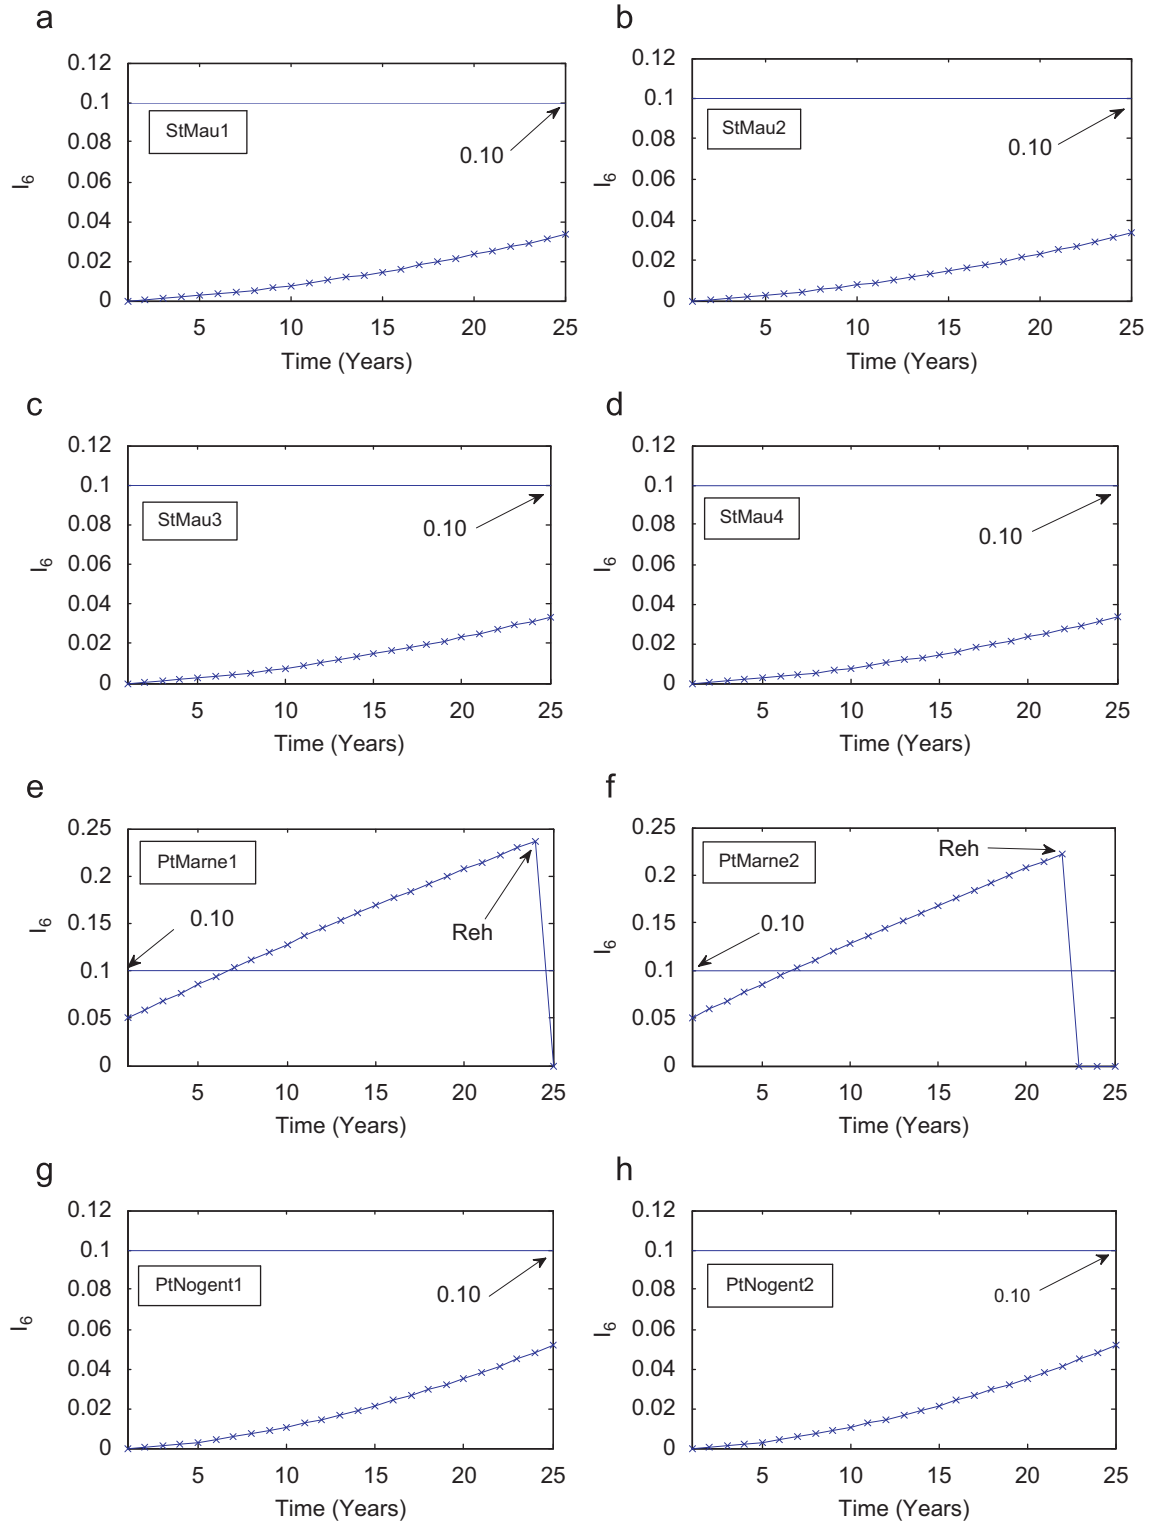 a
0.12
0.1
0.08
0.06
0.04
0.02
0
I6
StMau1
0.10
5 10 15 20 25
Time (Years)
b
0.12
0.1
0.08
0.06
0.04
0.02
0
I6
StMau2
0.10
5 10 15 20 25
Time (Years)
c
0.12
0.1
0.08
0.06
0.04
0.02
0
I6
StMau3
0.10
5 10 15 20 25
Time (Years)
d
0.12
0.1
0.08
0.06
0.04
0.02
0
I6
StMau4
0.10
5 10 15 20 25
Time (Years)
e
0.25
0.2
0.15
0.1
0.05
0
I6
PtMarne1
0.10
Reh
5 10 15 20 25
Time (Years)
f
0.25
0.2
0.15
0.1
0.05
0
I6
PtMarne2
Reh
0.10
5 10 15 20 25
Time (Years)
g
0.12
0.1
0.08
0.06
0.04
0.02
0
I6
PtNogent1
0.10
5 10 15 20 25
Time (Years)
h
0.12
0.1
0.08
0.06
0.04
0.02
0
I6
PtNogent2
0.10
5 10 15 20 25
Time (Years)